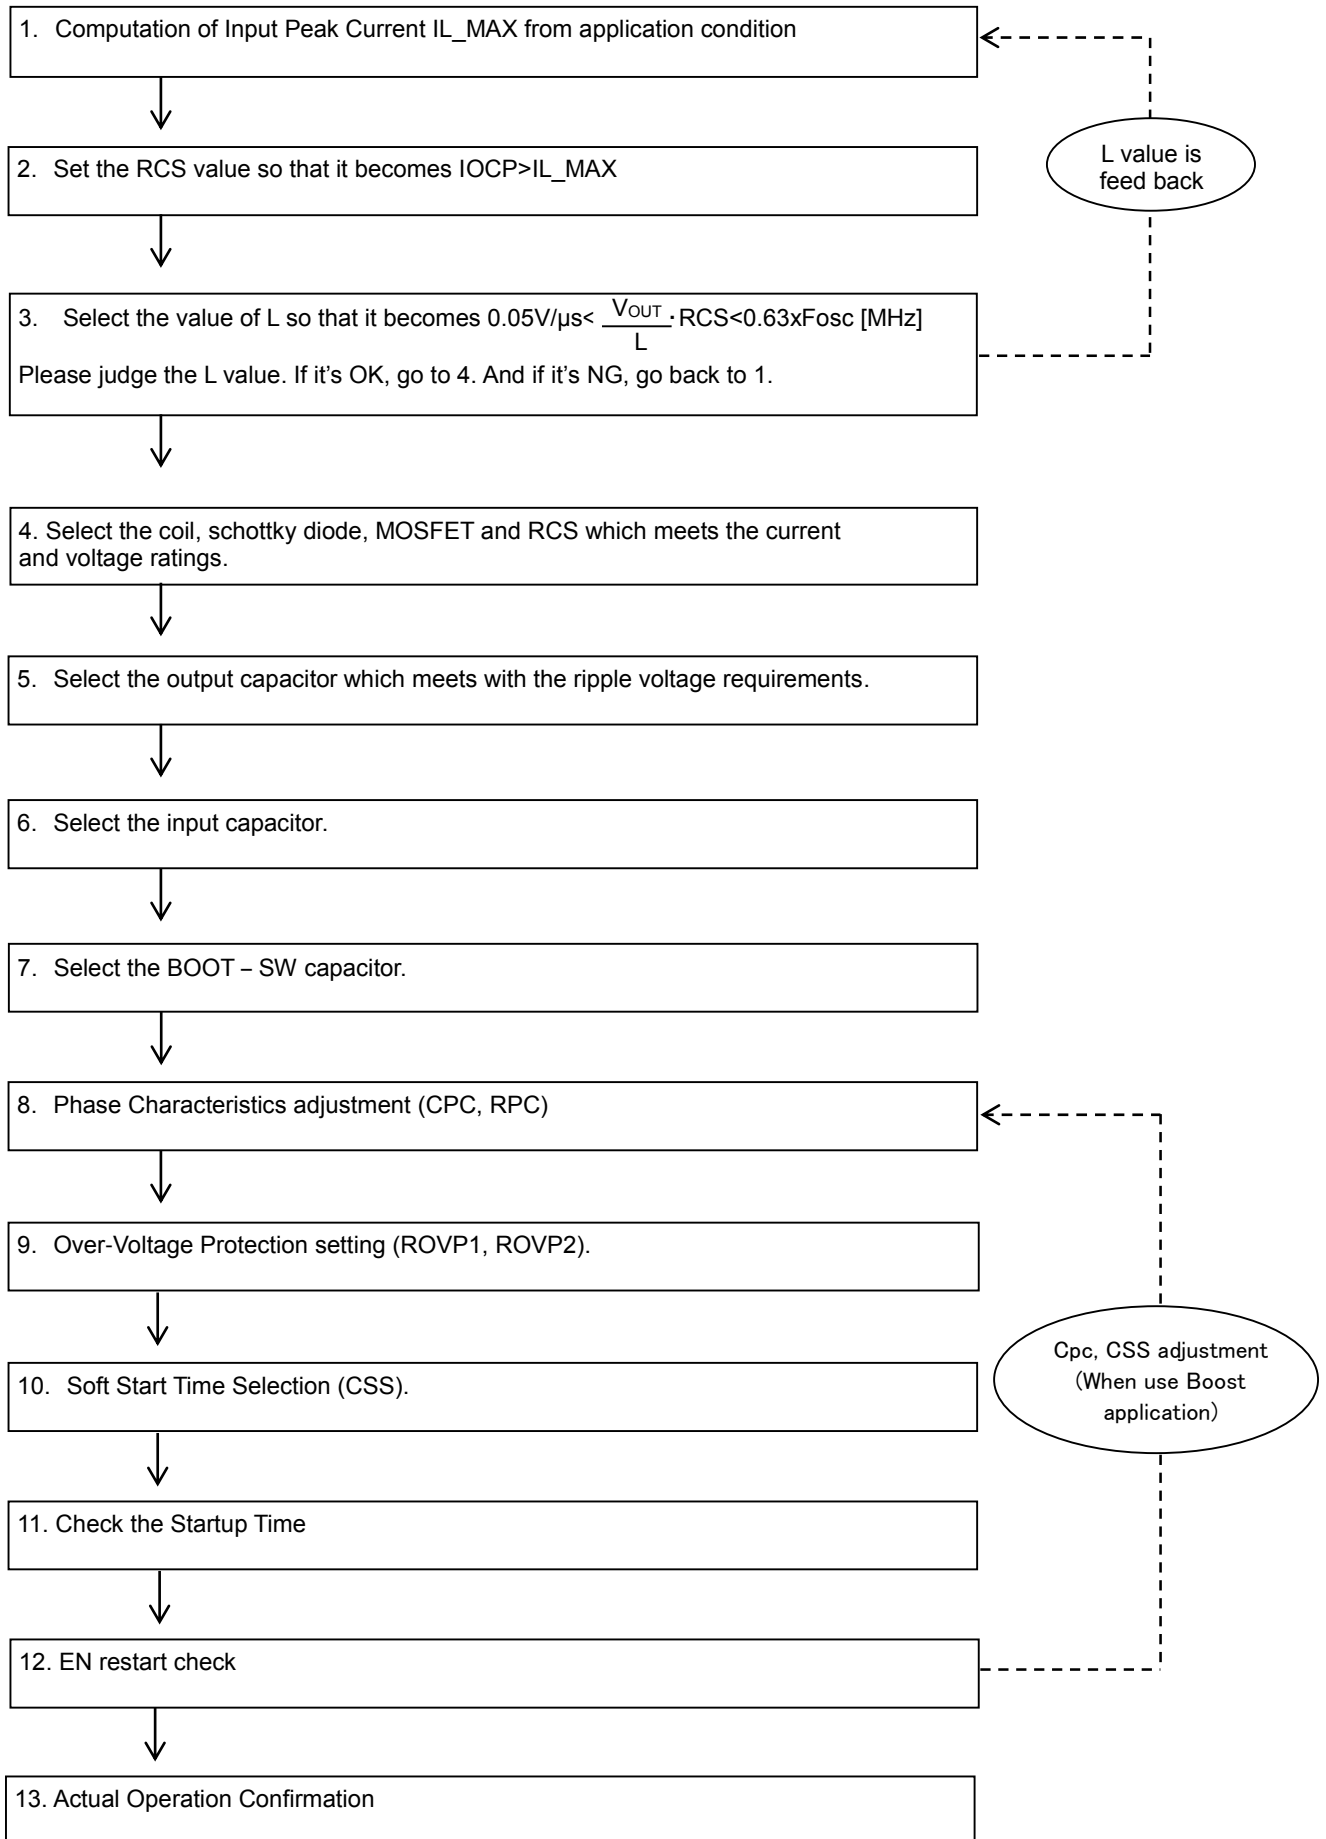 1. Computation of Input Peak Current IL_MAX from application condition
L value is
feed back
2. Set the RCS value so that it becomes IOCP>IL_MAX
3. Select the value of L so that it becomes 0.05V/µs< VOUT/L ·RCS<0.63xFosc [MHz]
Please judge the L value. If it's OK, go to 4. And if it's NG, go back to 1.
4. Select the coil, schottky diode, MOSFET and RCS which meets the current
and voltage ratings.
5. Select the output capacitor which meets with the ripple voltage requirements.
6. Select the input capacitor.
7. Select the BOOT – SW capacitor.
8. Phase Characteristics adjustment (CPC, RPC)
9. Over-Voltage Protection setting (ROVP1, ROVP2).
10. Soft Start Time Selection (CSS).
Cpc, CSS adjustment
(When use Boost
application)
11. Check the Startup Time
12. EN restart check
13. Actual Operation Confirmation